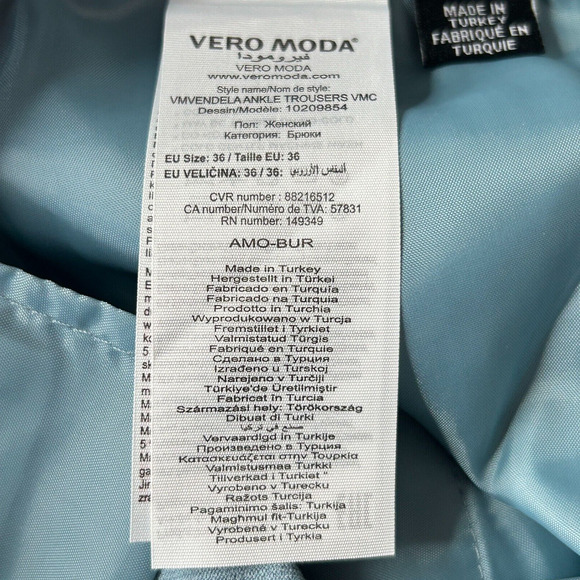 MADE IN
TURKEY
FABRIQUÉ EN
TURQUIE
VERO MODA®
فيرو مودا
VERO MODA
www.veromoda.com
Style name/Nom de style:
VMVENDELA ANKLE TROUSERS VMC
Dessin/Modèle: 10209854
Пол: Женский
Категория: Брюки
EU Size: 36 / Taille EU: 36
EU VELIČINA: 36 / 36: المقاس الأوروبي
CVR number : 88216512
CA number/Numéro de TVA: 57831
RN number: 149349
AMO-BUR
Made in Turkey
Hergestellt in Türkei
Fabricado en Turquía
Fabricado na Turquia
Prodotto in Turchia
Wyprodukowano w Turcja
Fremstillet i Tyrkiet
Valmistatud Türgis
Fabriqué en Turquie
Сделано в Турция
Izrađeno u Turskoj
Narejeno v Turčiji
Türkiye'de Üretilmiştir
Fabricat în Turcia
Származási hely: Törökország
Dibuat di Turki
صنع في تركيا
Vervaardigd in Turkije
Произведено в Турция
Κατασκευάζεται στην Τουρκία
Valmistusmaa Turkki
Tiliverkad i Turkiet
Vyrobeno v Turecku
Ražots Turcija
Pagaminimo šalis: Turkija
Maghmul fit-Turkija
Vyrobené v Turecku
Produsert i Tyrkia